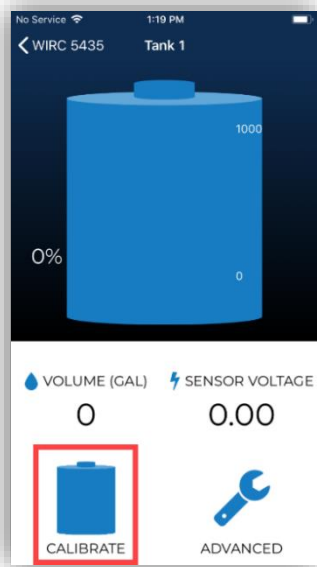 No Service 1:19 PM
WIRC 5435 Tank 1
1000
0%
0
VOLUME (GAL) SENSOR VOLTAGE
0 0.00
CALIBRATE ADVANCED